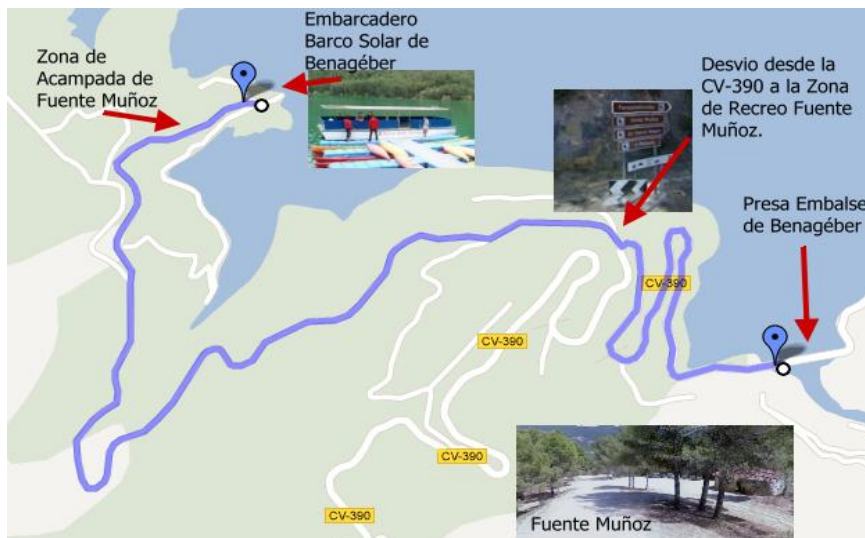 Zona de
Acampada de
Fuente Muñoz
Embarcadero
Barco Solar de
Benagéber
Desvio desde la
CV-390 a la Zona
de Recreo Fuente
Muñoz.
Presa Embalse
de Benagéber
CV-390
CV-390
CV-390
CV-390
Fuente Muñoz